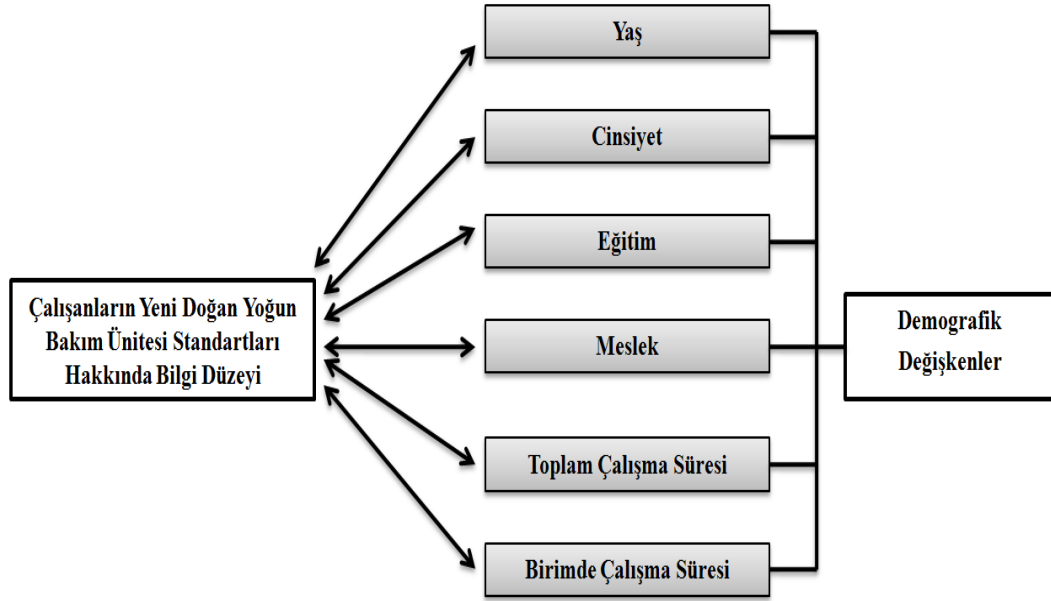 Yaş
Cinsiyet
Eğitim
Çalışanların Yeni Doğan Yoğun
Bakım Ünitesi Standartları
Hakkında Bilgi Düzeyi
Meslek
Demografik
Değişkenler
Toplam Çalışma Süresi
Birimde Çalışma Süresi